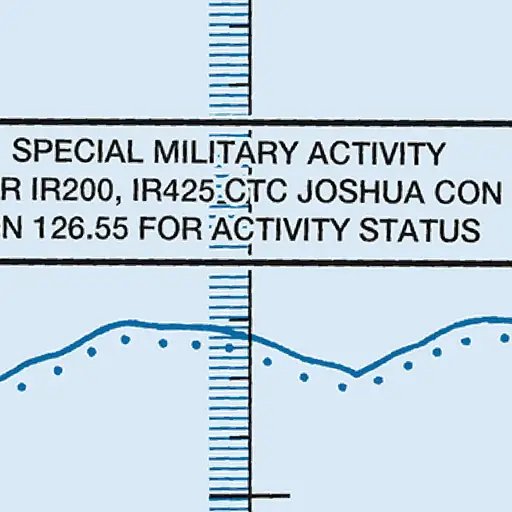 SPECIAL MILITARY ACTIVITY
R IR200, IR425 CTC JOSHUA CON
N 126.55 FOR ACTIVITY STATUS